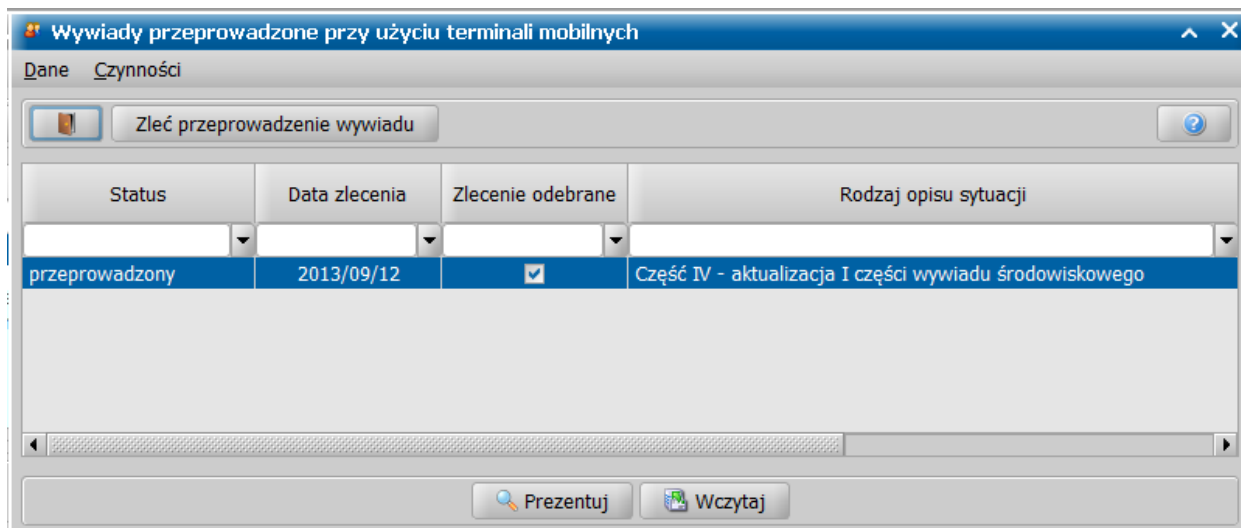 Wywiady przeprowadzone przy użyciu terminali mobilnych
Dane Czynności
Zleć przeprowadzenie wywiadu
Status Data zlecenia Zlecenie odebrane Rodzaj opisu sytuacji
przeprowadzony 2013/09/12 Część IV - aktualizacja I części wywiadu środowiskowego
Prezentuj Wczytaj